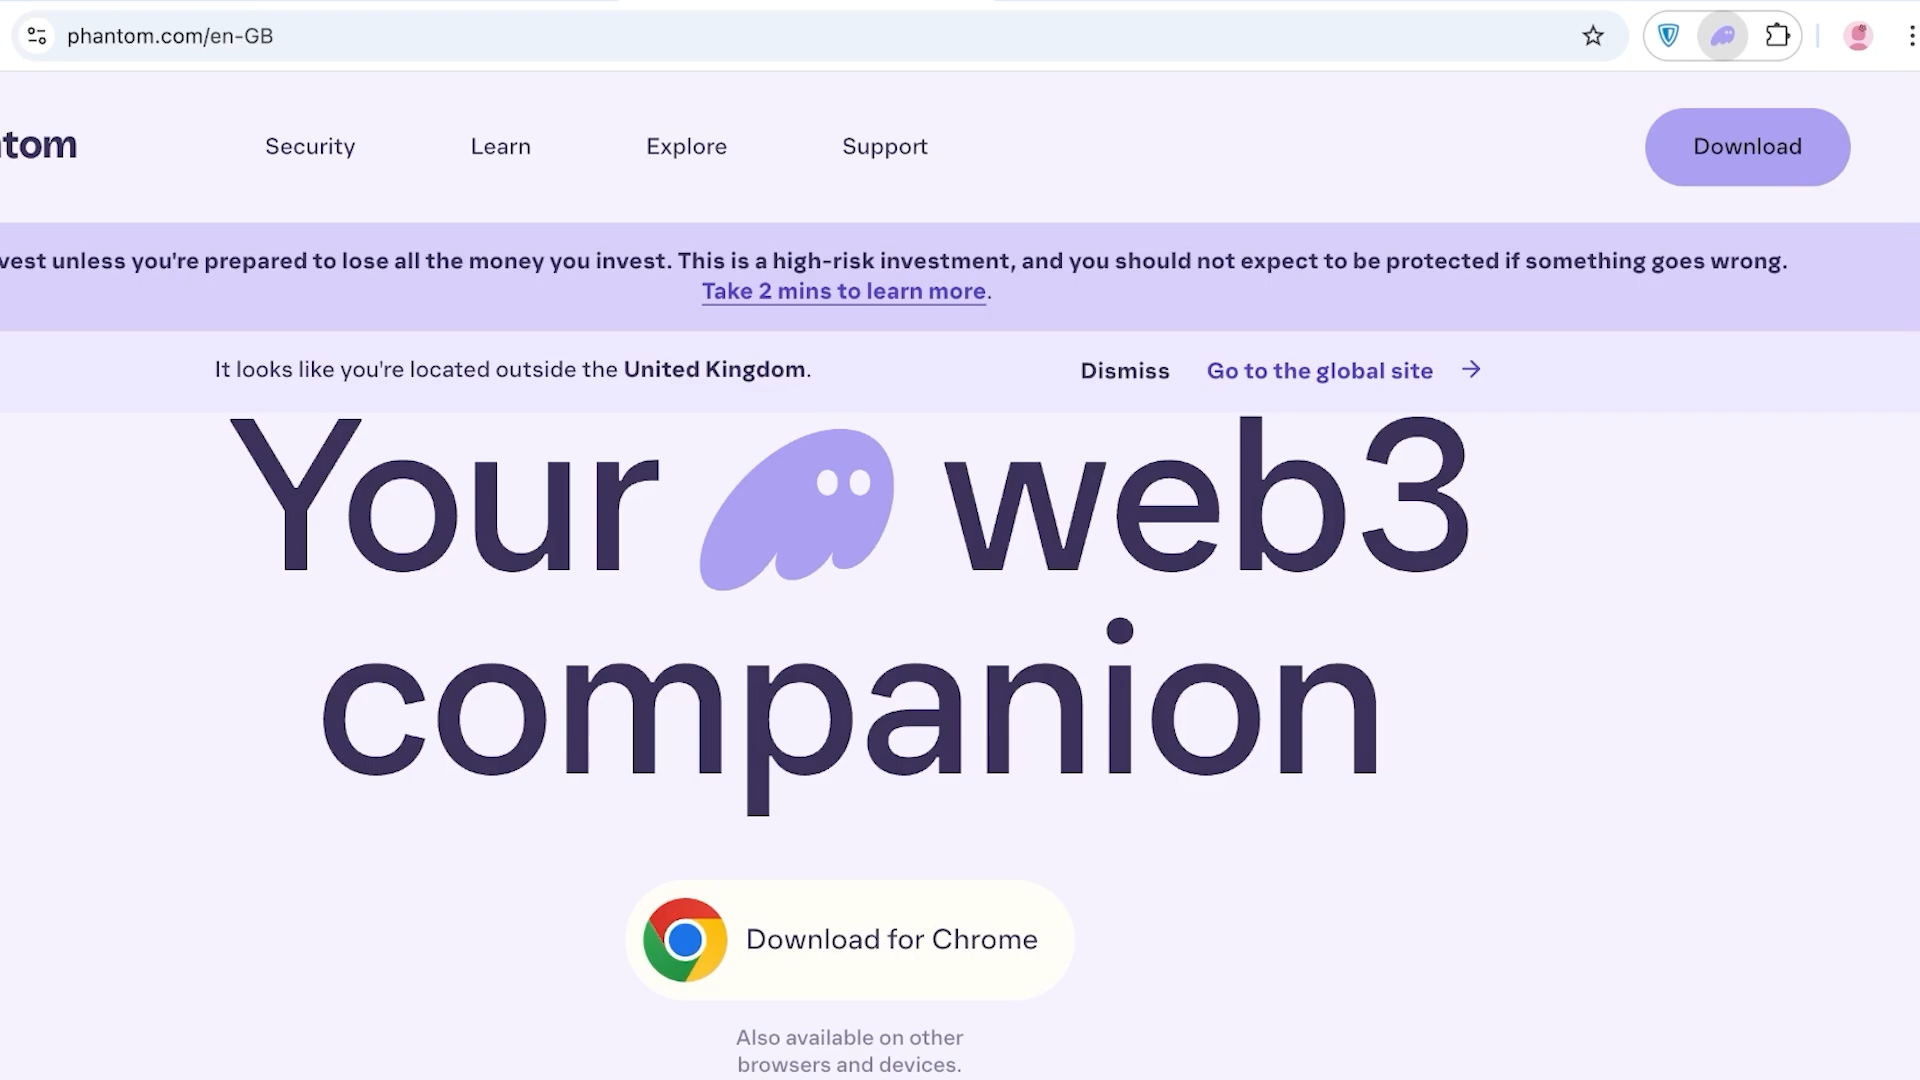 phantom.com/en-GB
tom
Security
Learn
Explore
Support
Download
vest unless you're prepared to lose all the money you invest. This is a high-risk investment, and you should not expect to be protected if something goes wrong.
Take 2 mins to learn more.
It looks like you're located outside the United Kingdom.
Dismiss
Go to the global site
Your web3
companion
Download for Chrome
Also available on other
browsers and devices.